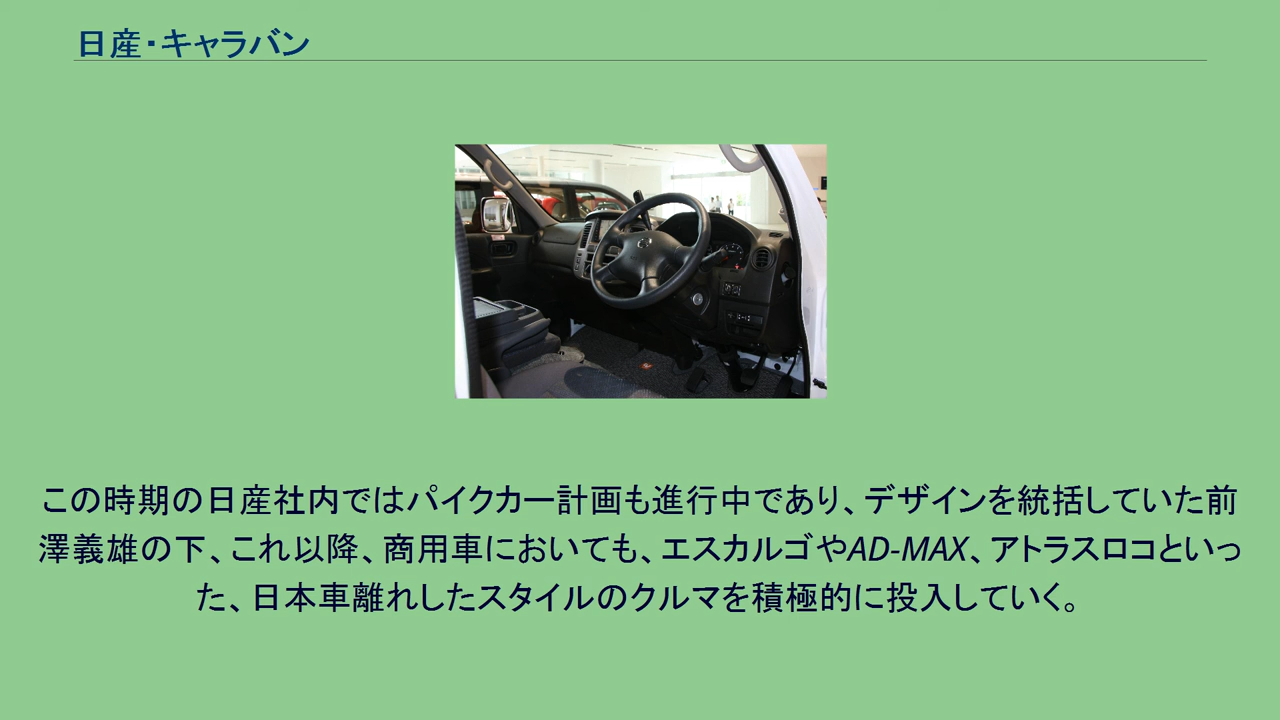 日産・キャラバン
この時期の日産社内ではパイクカー計画も進行中であり、デザインを統括していた前
澤義雄の下、これ以降、商用車においても、エスカルゴやAD-MAX、アトラスロコといっ
た、日本車離れしたスタイルのクルマを積極的に投入していく。